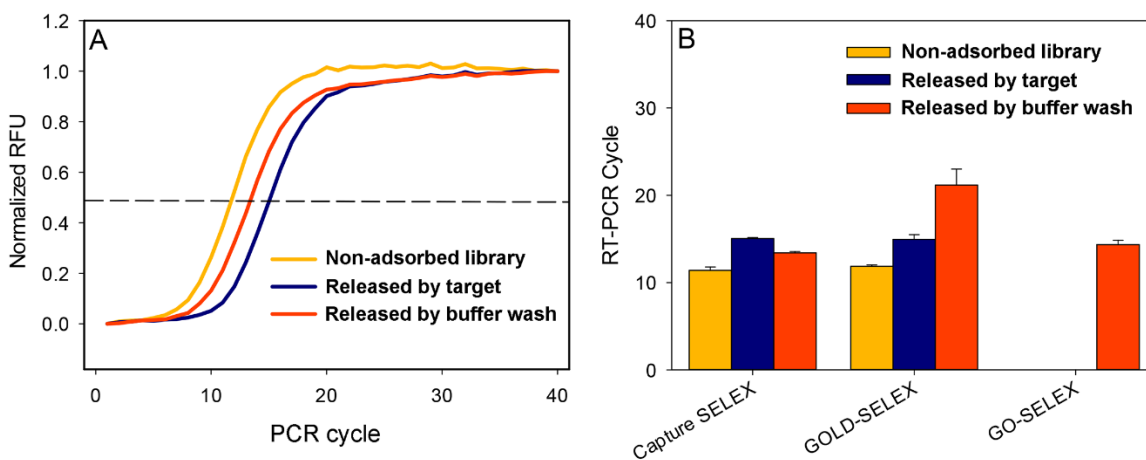 A
1.2
1.0
0.8
0.6
0.4
0.2
0.0
Normalized RFU
Non-adsorbed library
Released by target
Released by buffer wash
0 10 20 30 40
PCR cycle
B
40
30
20
10
0
RT-PCR Cycle
Non-adsorbed library
Released by target
Released by buffer wash
Capture SELEX
GOLD-SELEX
GO-SELEX